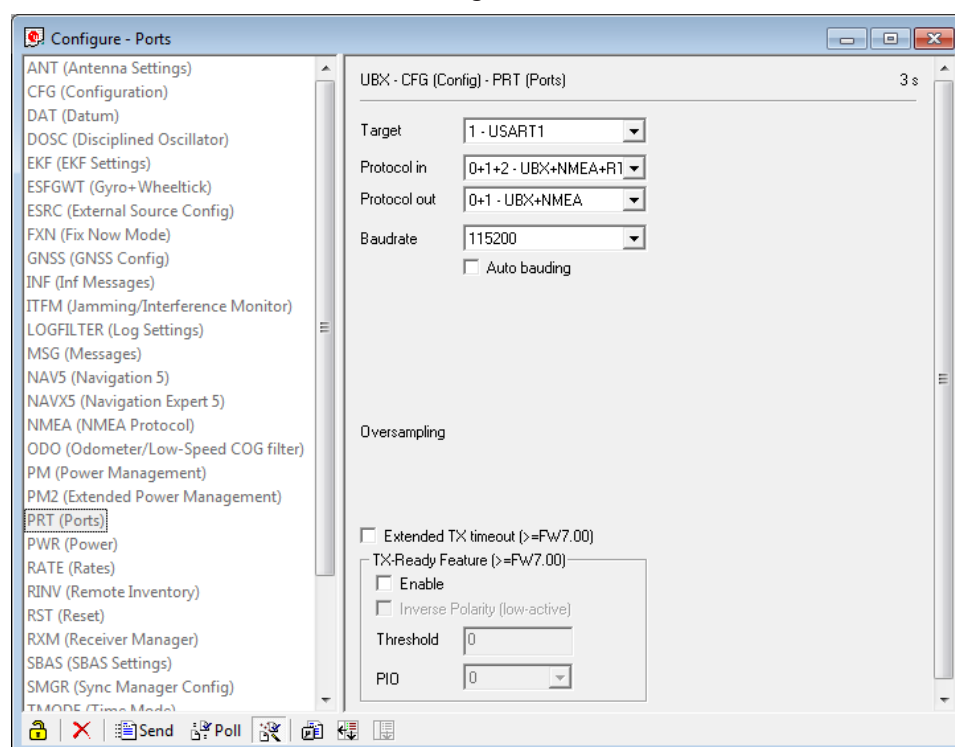 Configure - Ports
ANT (Antenna Settings)
CFG (Configuration)
DAT (Datum)
DOSC (Disciplined Oscillator)
EKF (EKF Settings)
ESFGWT (Gyro+Wheeltick)
ESRC (External Source Config)
FXN (Fix Now Mode)
GNSS (GNSS Config)
INF (Inf Messages)
ITFM (Jamming/Interference Monitor)
LOGFILTER (Log Settings)
MSG (Messages)
NAV5 (Navigation 5)
NAVX5 (Navigation Expert 5)
NMEA (NMEA Protocol)
ODO (Odometer/Low-Speed COG filter)
PM (Power Management)
PM2 (Extended Power Management)
PRT (Ports)
PWR (Power)
RATE (Rates)
RINV (Remote Inventory)
RST (Reset)
RXM (Receiver Manager)
SBAS (SBAS Settings)
SMGR (Sync Manager Config)
TMODE (Time Mode)
UBX - CFG (Config) - PRT (Ports) 3 s
Target 1 - USART1
Protocol in 0+1+2 - UBX+NMEA+RT
Protocol out 0+1 - UBX+NMEA
Baudrate 115200
Auto bauding
Oversampling
Extended TX timeout (>=FW7.00)
TX-Ready Feature (>=FW7.00)
Enable
Inverse Polarity (low-active)
Threshold 0
PIO 0
Send Poll